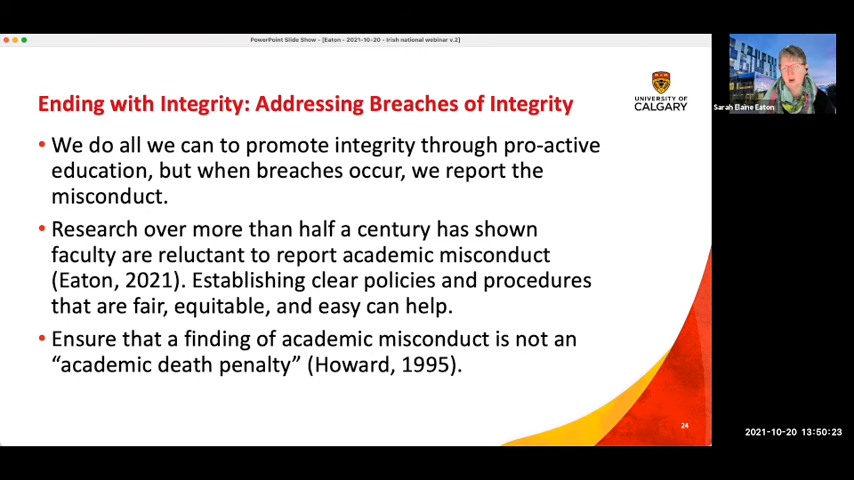 PowerPoint Slide Show - [Eaton - 2021-10-20 - Irish national webinar v.2]
Ending with Integrity: Addressing Breaches of Integrity
UNIVERSITY OF
CALGARY
Sarah Elaine Eaton
• We do all we can to promote integrity through pro-active
education, but when breaches occur, we report the
misconduct.
• Research over more than half a century has shown
faculty are reluctant to report academic misconduct
(Eaton, 2021). Establishing clear policies and procedures
that are fair, equitable, and easy can help.
• Ensure that a finding of academic misconduct is not an
“academic death penalty” (Howard, 1995).
24
2021-10-20 13:50:23